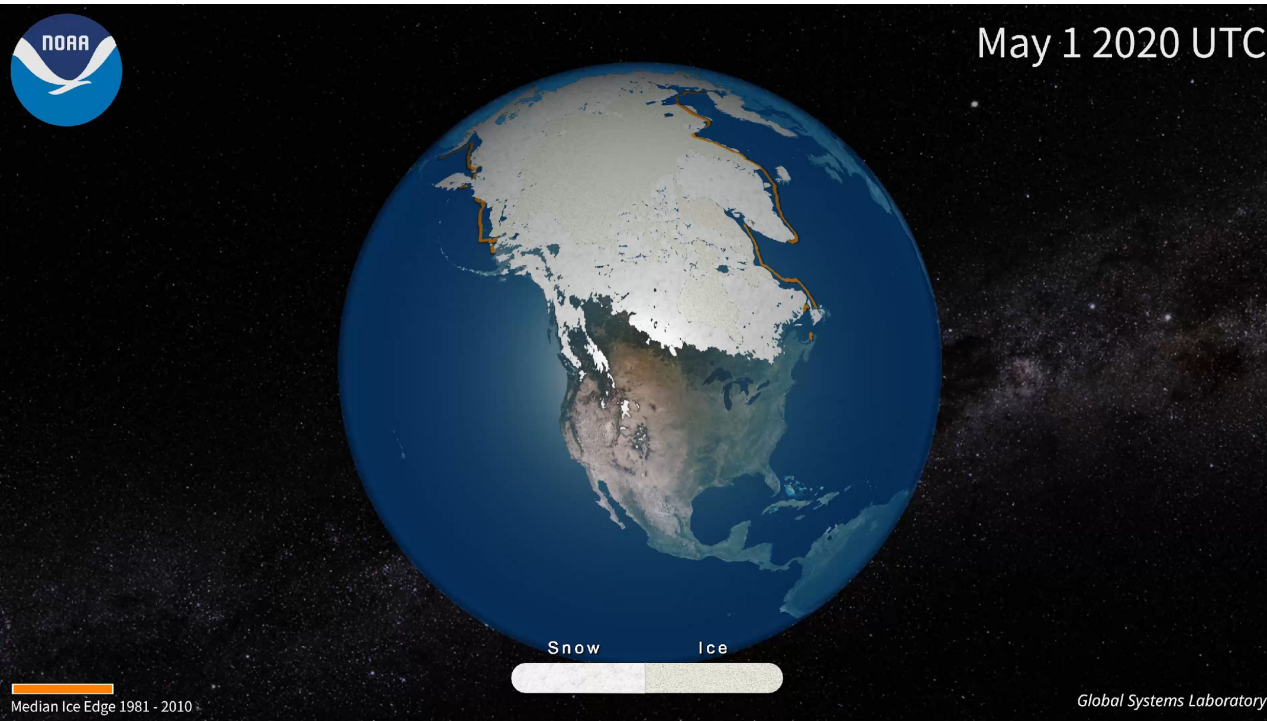 NOAA
May 1 2020 UTC
Snow Ice
Median Ice Edge 1981 - 2010
Global Systems Laboratory